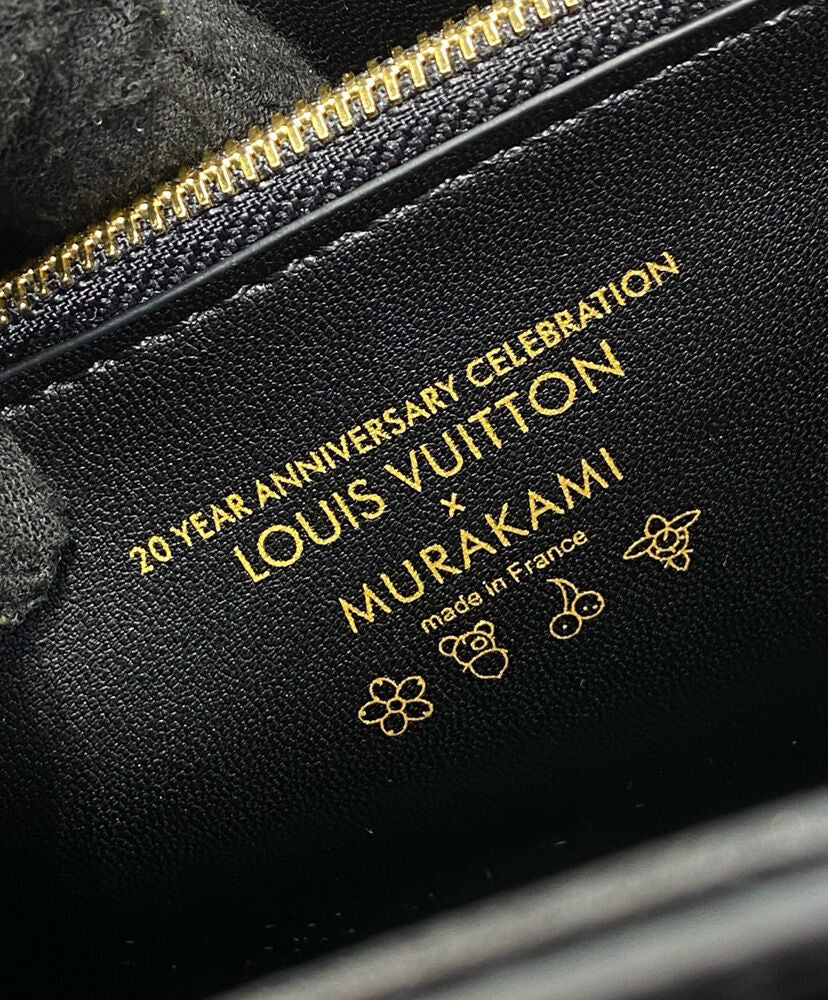 20 YEAR ANNIVERSARY CELEBRATION
LOUIS VUITTON
x
MURAKAMI
made in France